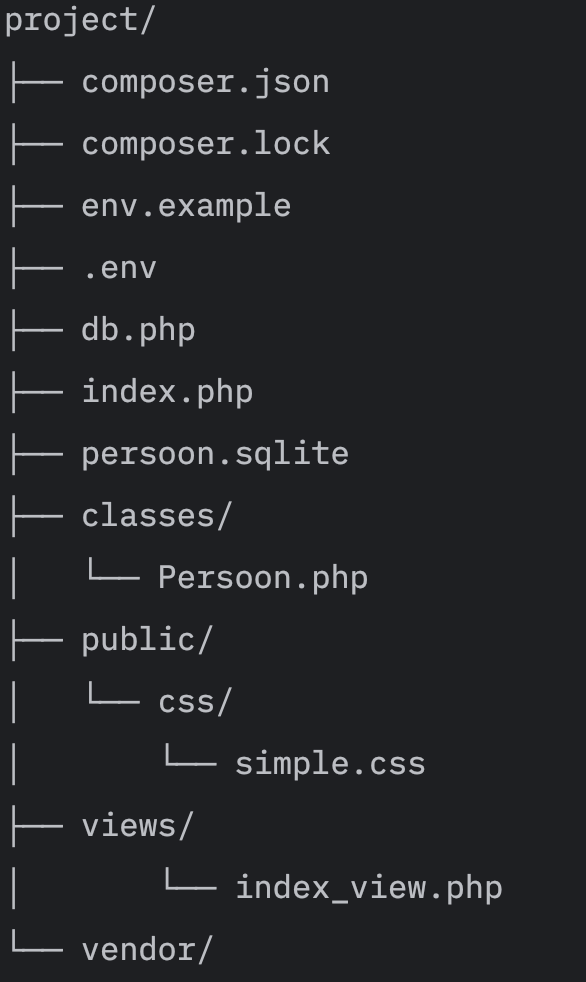 project/
├── composer.json
├── composer.lock
├── env.example
├── .env
├── db.php
├── index.php
├── persoon.sqlite
├── classes/
│   └── Persoon.php
├── public/
│   └── css/
│       └── simple.css
├── views/
│       └── index_view.php
└── vendor/